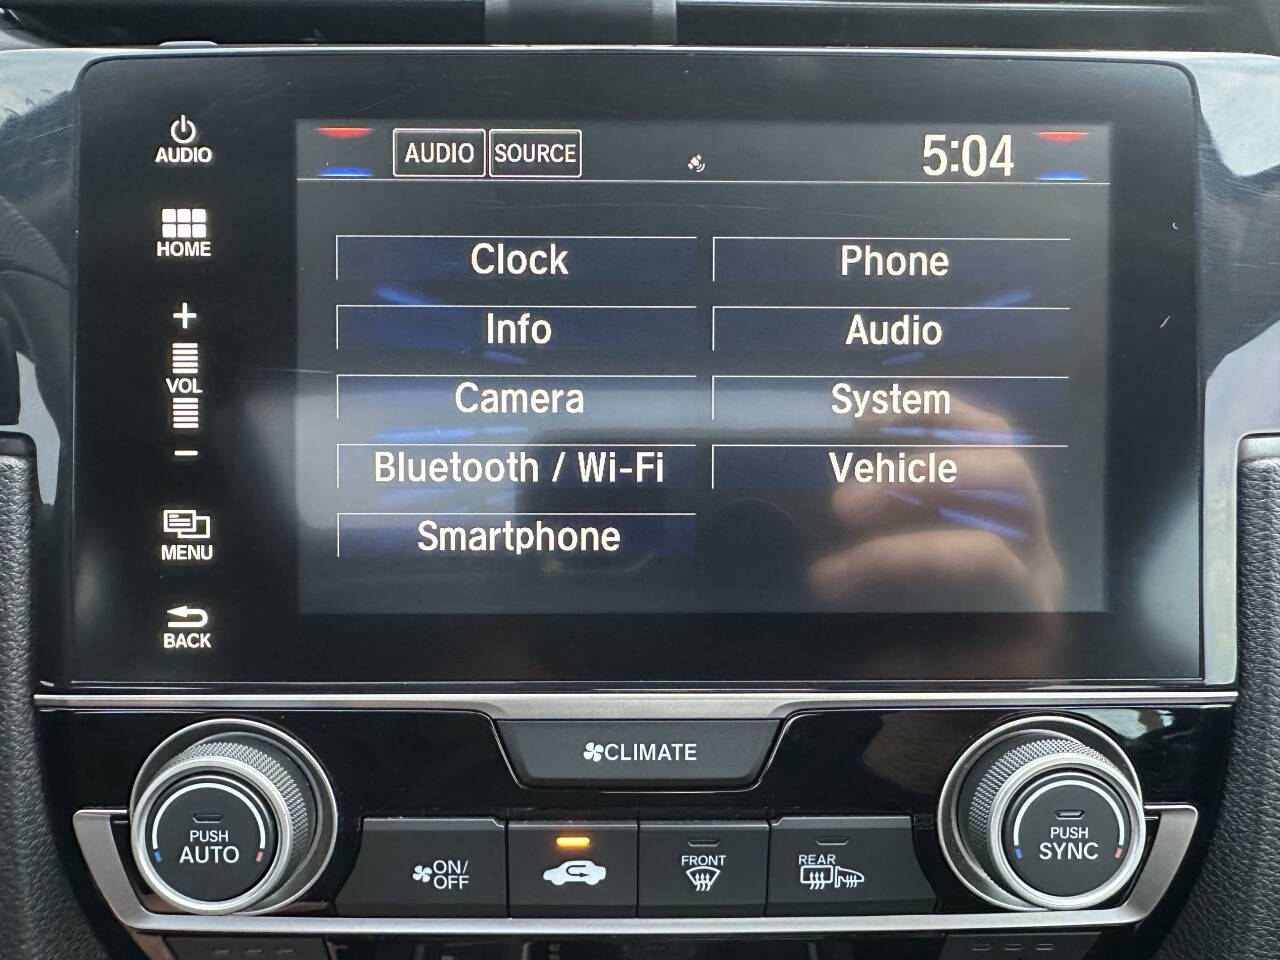 AUDIO
AUDIO SOURCE 5:04
HOME
Clock Phone
Info Audio
VOL
Camera System
Bluetooth / Wi-Fi Vehicle
Smartphone
MENU
BACK
CLIMATE
PUSH
AUTO
ON/
OFF
FRONT
REAR
PUSH
SYNC